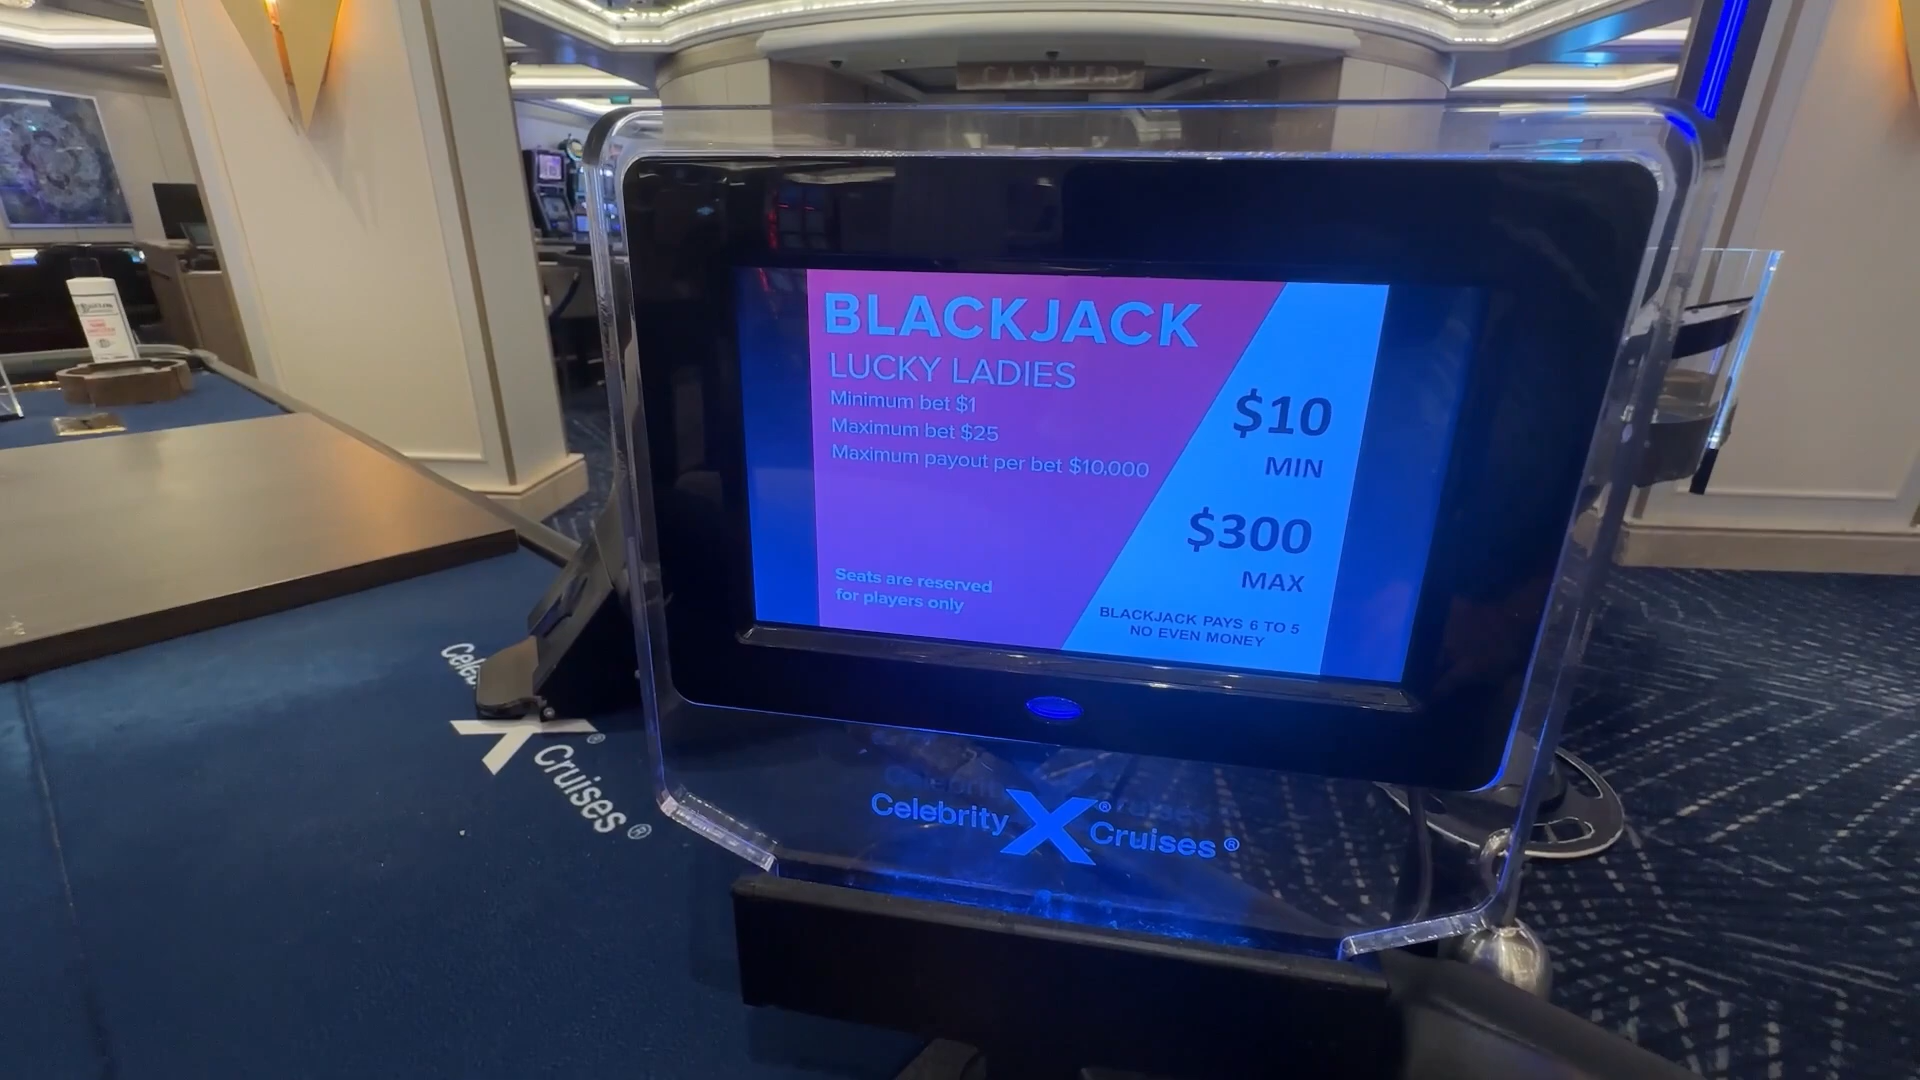 CASHIER
BLACKJACK
LUCKY LADIES
Minimum bet $1
Maximum bet $25
Maximum payout per bet $10,000
Seats are reserved
for players only
$10
MIN
$300
MAX
BLACKJACK PAYS 6 TO 5
NO EVEN MONEY
Celebrity X® Cruises®
X® Cruises®